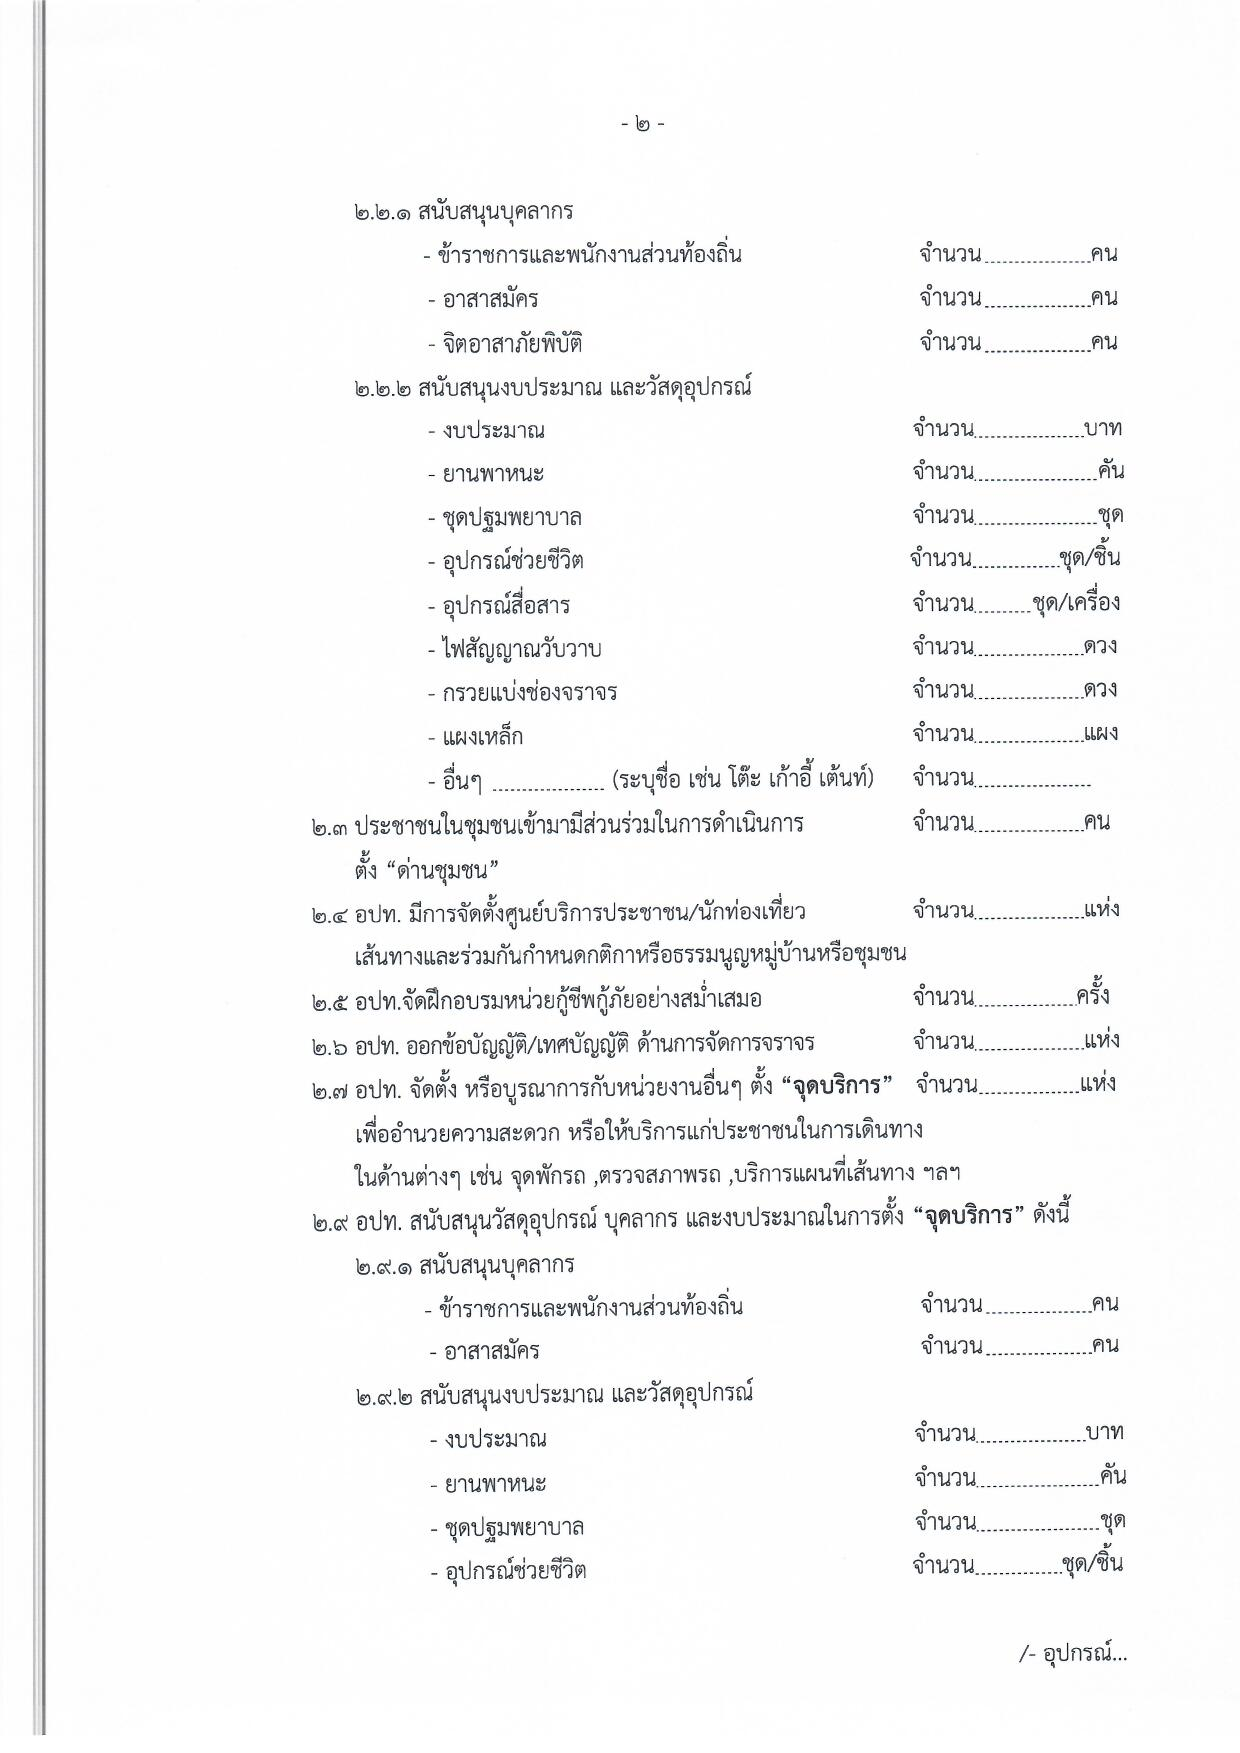 - ๒ -
๒.๒.๑ สนับสนุนบุคลากร
- ข้าราชการและพนักงานส่วนท้องถิ่น จำนวน..................คน
- อาสาสมัคร จำนวน..................คน
- จิตอาสาภัยพิบัติ จำนวน..................คน
๒.๒.๒ สนับสนุนงบประมาณ และวัสดุอุปกรณ์
- งบประมาณ จำนวน...................บาท
- ยานพาหนะ จำนวน.....................คัน
- ชุดปฐมพยาบาล จำนวน.....................ชุด
- อุปกรณ์ช่วยชีวิต จำนวน...............ชุด/ชิ้น
- อุปกรณ์สื่อสาร จำนวน..........ชุด/เครื่อง
- ไฟสัญญาณวับวาบ จำนวน...................ดวง
- กรวยแบ่งช่องจราจร จำนวน...................ดวง
- แผงเหล็ก จำนวน...................แผง
- อื่นๆ ................... (ระบุชื่อ เช่น โต๊ะ เก้าอี้ เต้นท์) จำนวน....................
๒.๓ ประชาชนในชุมชนเข้ามามีส่วนร่วมในการดำเนินการ จำนวน...................คน
ตั้ง “ด่านชุมชน”
๒.๔ อปท. มีการจัดตั้งศูนย์บริการประชาชน/นักท่องเที่ยว จำนวน...................แห่ง
เส้นทางและร่วมกันกำหนดกติกาหรือธรรมนูญหมู่บ้านหรือชุมชน
๒.๕ อปท.จัดฝึกอบรมหน่วยกู้ชีพกู้ภัยอย่างสม่ำเสมอ จำนวน.................ครั้ง
๒.๖ อปท. ออกข้อบัญญัติ/เทศบัญญัติ ด้านการจัดการจราจร จำนวน...................แห่ง
๒.๗ อปท. จัดตั้ง หรือบูรณาการกับหน่วยงานอื่นๆ ตั้ง “จุดบริการ” จำนวน.................แห่ง
เพื่ออำนวยความสะดวก หรือให้บริการแก่ประชาชนในการเดินทาง
ในด้านต่างๆ เช่น จุดพักรถ ,ตรวจสภาพรถ ,บริการแผนที่เส้นทาง ฯลฯ
๒.๙ อปท. สนับสนุนวัสดุอุปกรณ์ บุคลากร และงบประมาณในการตั้ง “จุดบริการ” ดังนี้
๒.๙.๑ สนับสนุนบุคลากร
- ข้าราชการและพนักงานส่วนท้องถิ่น จำนวน..................คน
- อาสาสมัคร จำนวน..................คน
๒.๙.๒ สนับสนุนงบประมาณ และวัสดุอุปกรณ์
- งบประมาณ จำนวน...................บาท
- ยานพาหนะ จำนวน.....................คัน
- ชุดปฐมพยาบาล จำนวน.....................ชุด
- อุปกรณ์ช่วยชีวิต จำนวน...............ชุด/ชิ้น
/- อุปกรณ์...